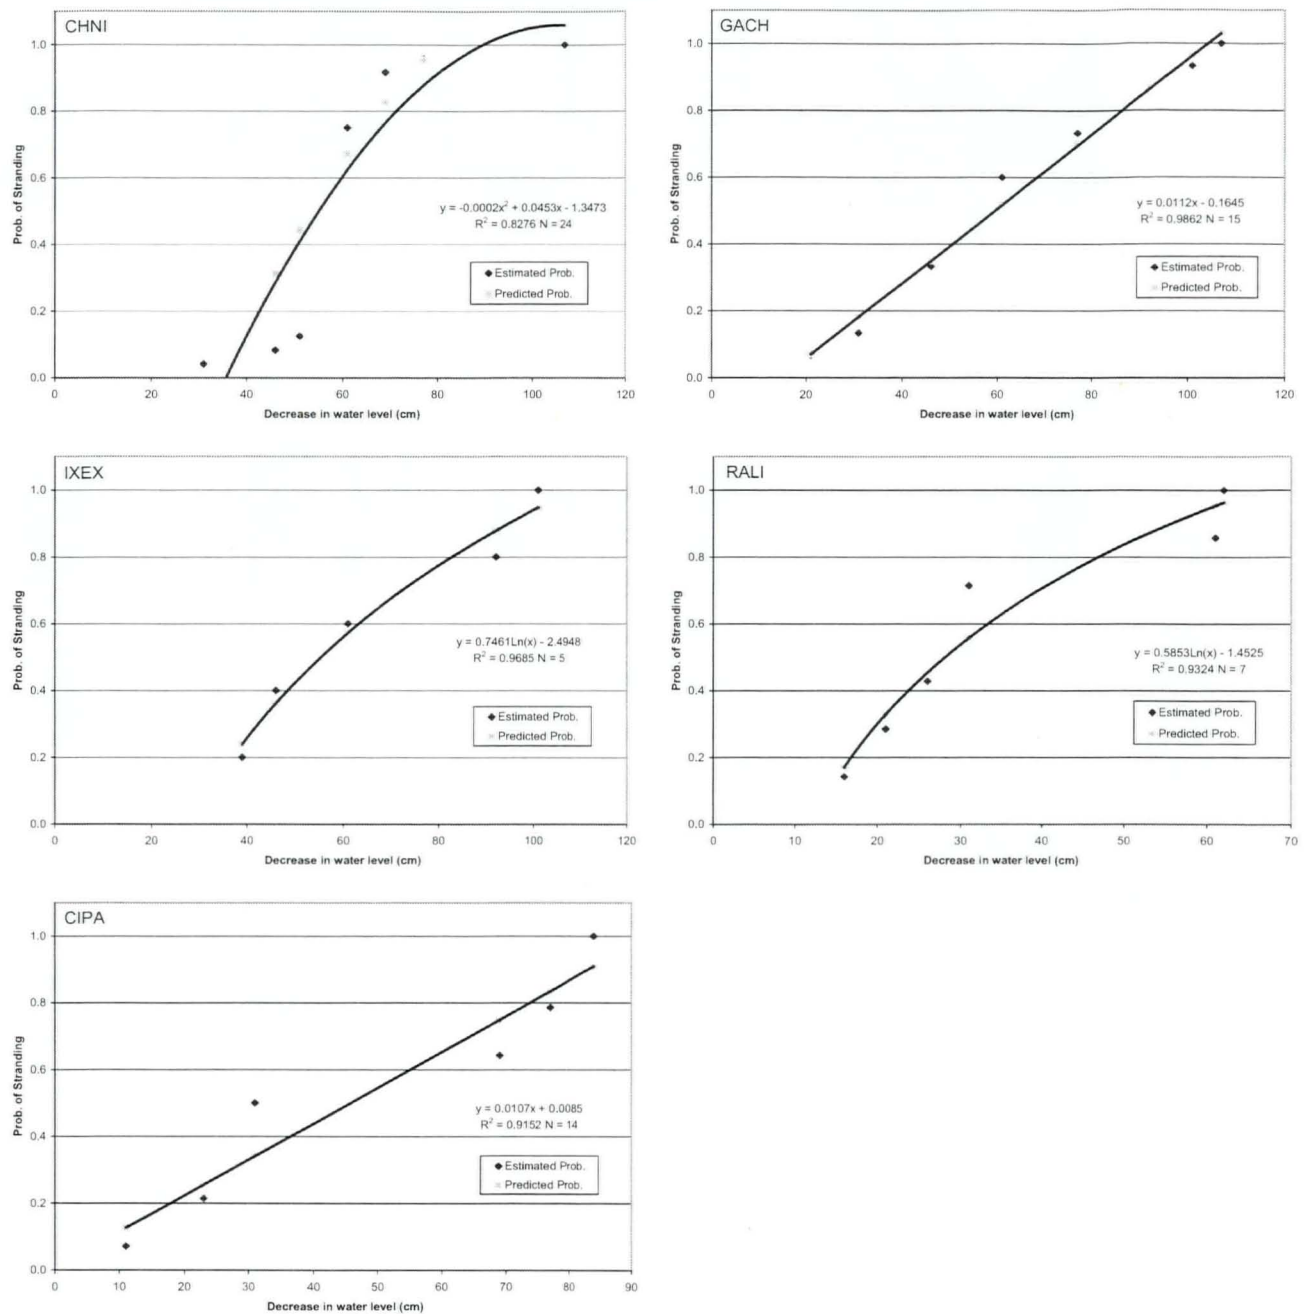 CHNI
1.0
0.8
0.6
0.4
0.2
0.0
Prob. of Stranding
y = -0.0002x² + 0.0453x - 1.3473
R² = 0.8276 N = 24
Estimated Prob.
Predicted Prob.
0 20 40 60 80 100 120
Decrease in water level (cm)
GACH
1.0
0.8
0.6
0.4
0.2
0.0
Prob. of Stranding
y = 0.0112x - 0.1645
R² = 0.9862 N = 15
Estimated Prob.
Predicted Prob.
0 20 40 60 80 100 120
Decrease in water level (cm)
IXEX
1.0
0.8
0.6
0.4
0.2
0.0
Prob. of Stranding
y = 0.7461Ln(x) - 2.4948
R² = 0.9685 N = 5
Estimated Prob.
Predicted Prob.
0 20 40 60 80 100 120
Decrease in water level (cm)
RALI
1.0
0.8
0.6
0.4
0.2
0.0
Prob. of Stranding
y = 0.5853Ln(x) - 1.4525
R² = 0.9324 N = 7
Estimated Prob.
Predicted Prob.
0 10 20 30 40 50 60 70
Decrease in water level (cm)
CIPA
1.0
0.8
0.6
0.4
0.2
0.0
Prob. of Stranding
y = 0.0107x + 0.0085
R² = 0.9152 N = 14
Estimated Prob.
Predicted Prob.
0 10 20 30 40 50 60 70 80 90
Decrease in water level (cm)